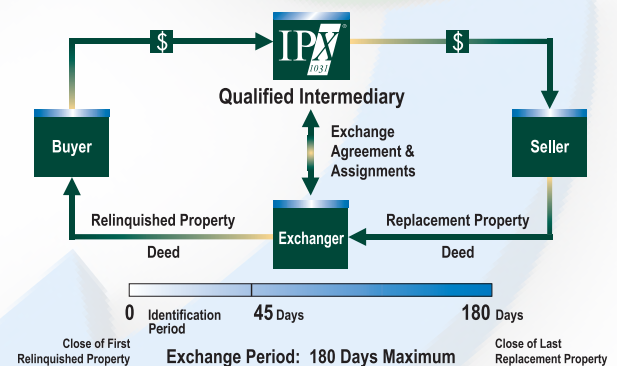 $
IPX
®
1031
$
Qualified Intermediary
Buyer
Exchange
Agreement &
Assignments
Seller
Relinquished Property
Deed
Exchanger
Replacement Property
Deed
0 Identification
Period
45 Days
180 Days
Close of First
Relinquished Property
Exchange Period: 180 Days Maximum
Close of Last
Replacement Property